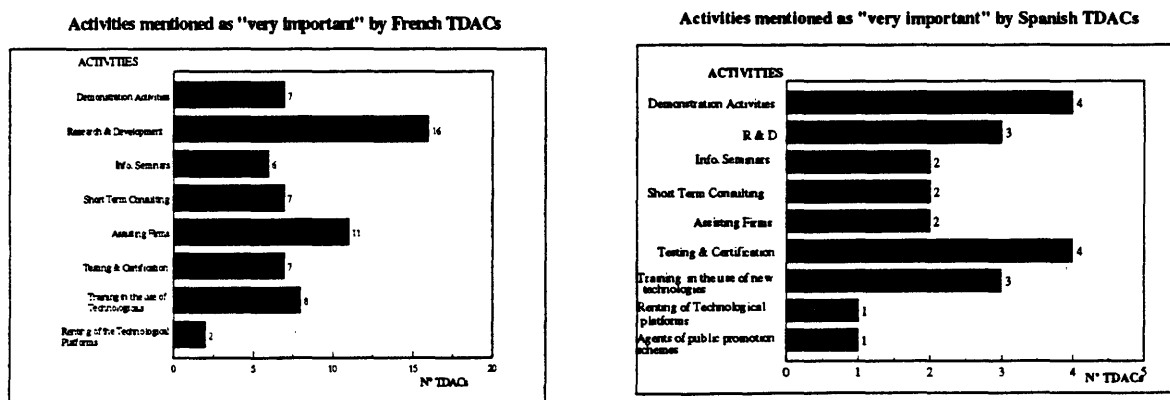 Activities mentioned as "very important" by French TDACs
ACTIVITIES
Demonstration Activities
7
Research & Development
16
Info. Seminars
6
Short Term Consulting
7
Assisting Firms
11
Testing & Certification
7
Training in the use of
Technologious
8
Renting of the Technological
Platforms
2
0
5
10
15
20
N° TDACs
Activities mentioned as "very important" by Spanish TDACs
ACTIVITIES
Demonstration Activities
4
R & D
3
Info. Seminars
2
Short Term Consulting
2
Assisting Firms
2
Testing & Certification
4
Training in the use of new
technologies
3
Renting of Technological
platforms
1
Agents of public promotion
schemes
1
0
1
2
3
4
5
N° TDACs